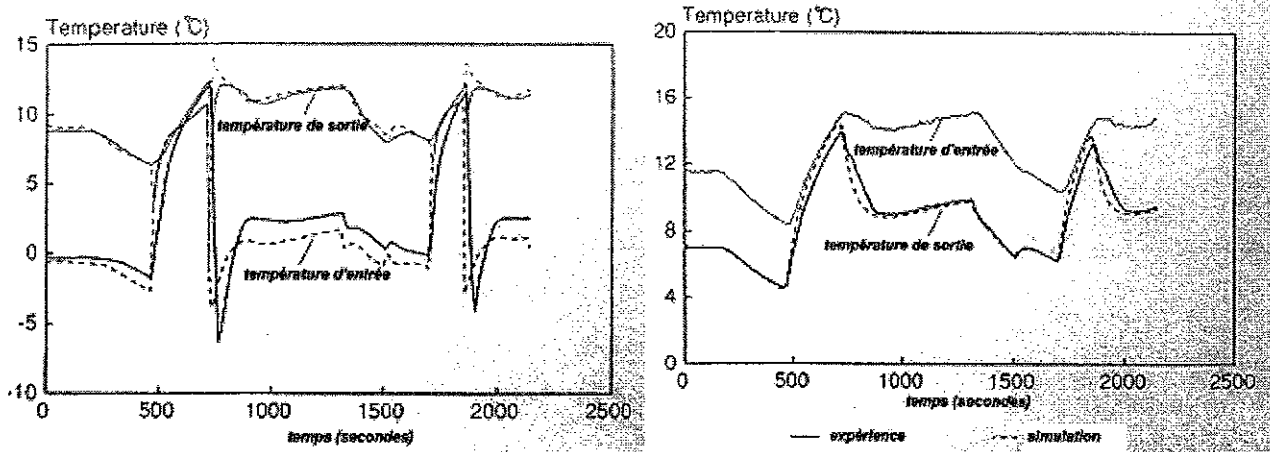 Temperature (℃)
15
10
5
0
-5
-10
température de sortie
température d'entrée
0
500
1000
1500
2000
2500
temps (secondes)
Temperature (℃)
20
16
12
8
4
0
température d'entrée
température de sortie
0
500
1000
1500
2000
2500
temps (secondes)
expérience
simulation